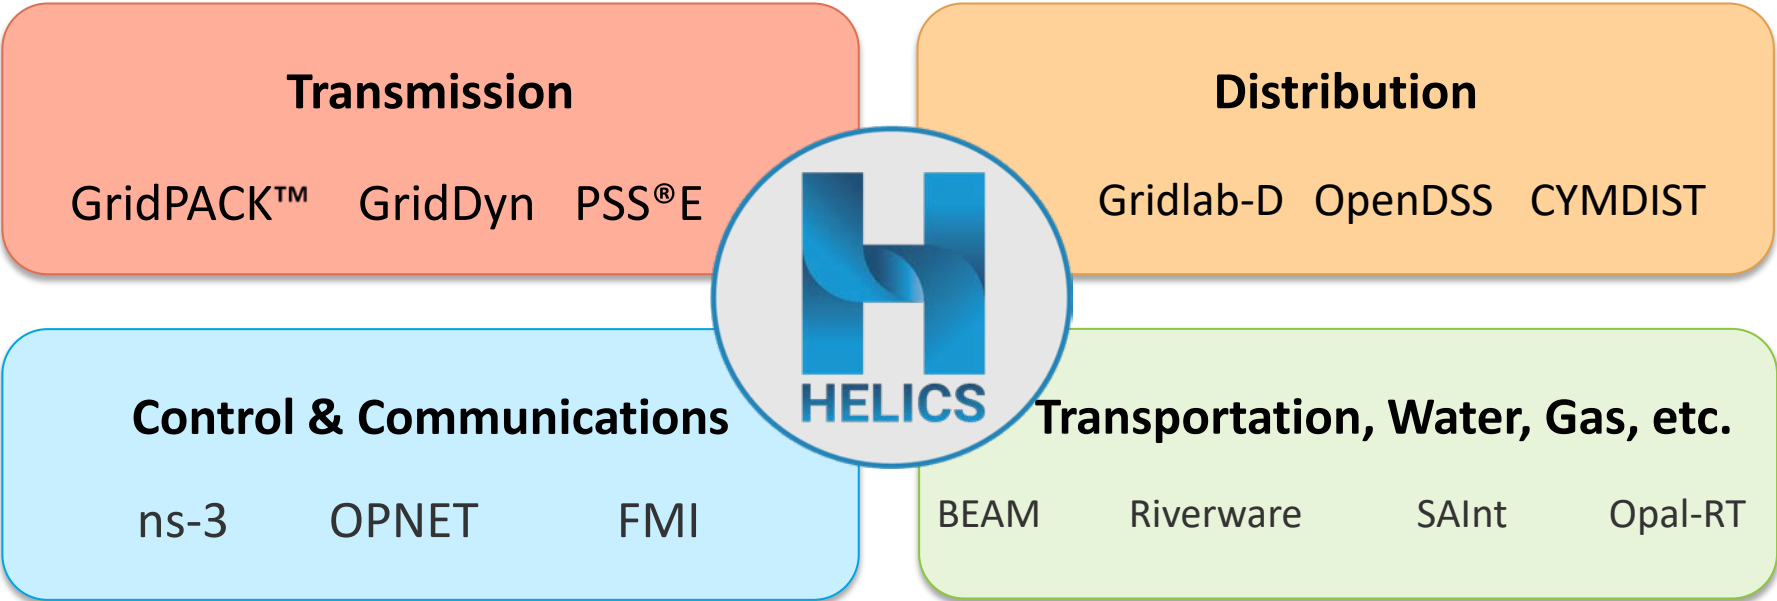 Transmission
GridPACK™ GridDyn PSS®E
Distribution
Gridlab-D OpenDSS CYMDIST
HELICS
Control & Communications
ns-3 OPNET FMI
Transportation, Water, Gas, etc.
BEAM Riverware SAInt Opal-RT